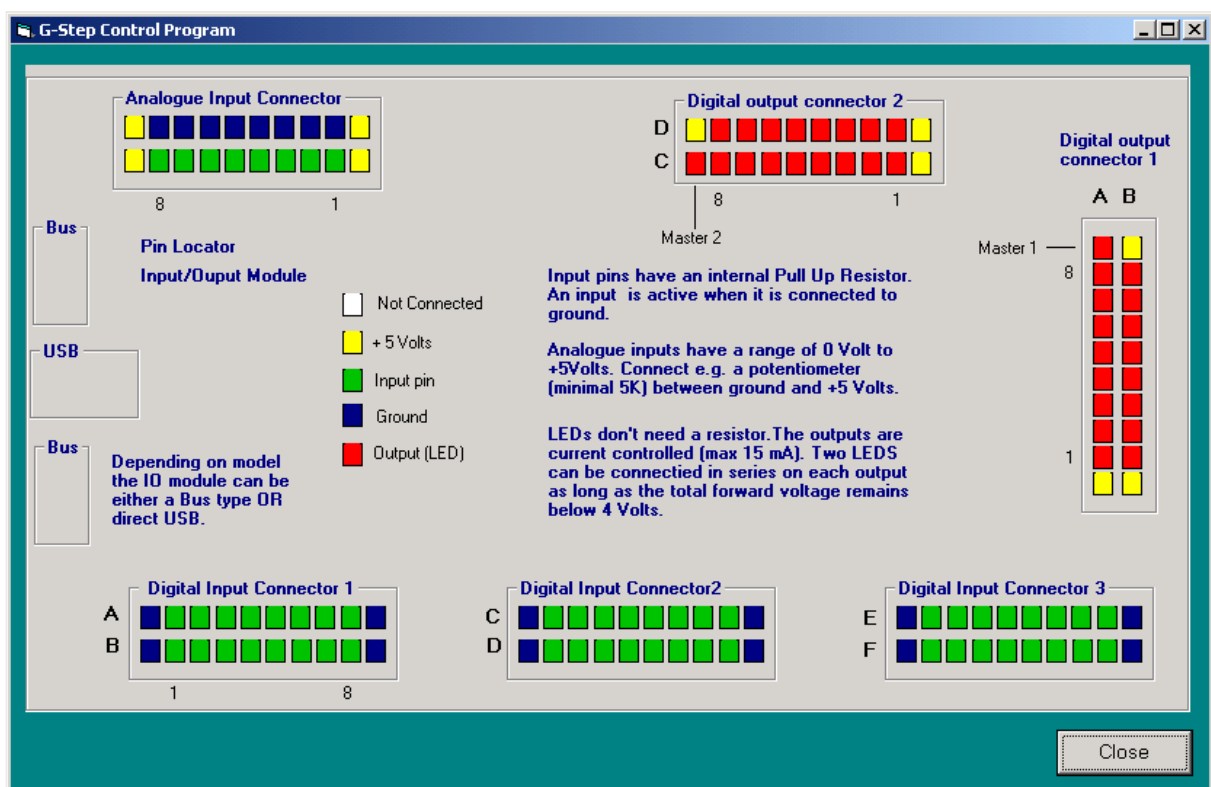 G-Step Control Program
Analogue Input Connector
8 1
Digital output connector 2
D
C
8 1
Master 2
Digital output
connector 1
A B
Master 1
8
1
Bus
USB
Bus
Pin Locator
Input/Ouput Module
Not Connected
+ 5 Volts
Input pin
Ground
Output (LED)
Depending on model
the IO module can be
either a Bus type OR
direct USB.
Input pins have an internal Pull Up Resistor.
An input is active when it is connected to
ground.
Analogue inputs have a range of 0 Volt to
+5Volts. Connect e.g. a potentiometer
(minimal 5K) between ground and +5 Volts.
LEDs don't need a resistor.The outputs are
current controlled (max 15 mA). Two LEDS
can be connectied in series on each output
as long as the total forward voltage remains
below 4 Volts.
Digital Input Connector 1
A
B
1 8
Digital Input Connector2
C
D
Digital Input Connector 3
E
F
Close